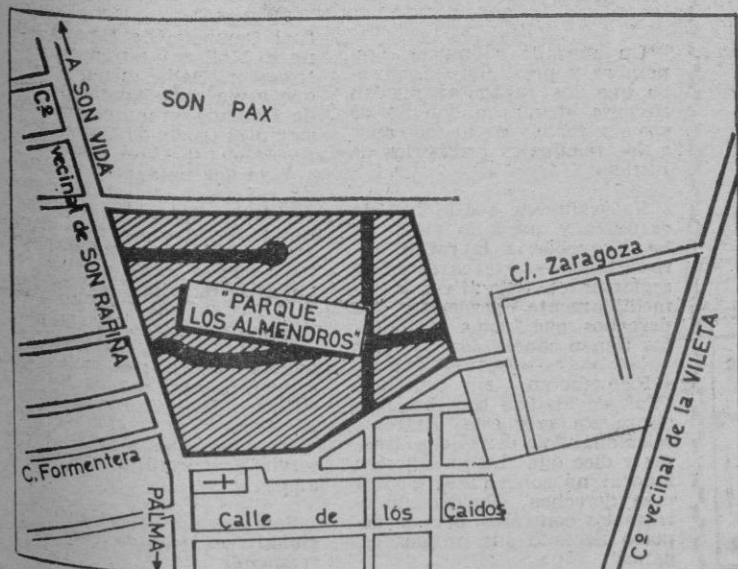 A SON VIDA
SON PAX
Cº vecinal de SON RAPIÑA
C/. Zaragoza
"PARQUE
LOS ALMENDROS"
Cº vecinal de la VILETA
C. Formentera
Calle de lós Caidos
PALMA